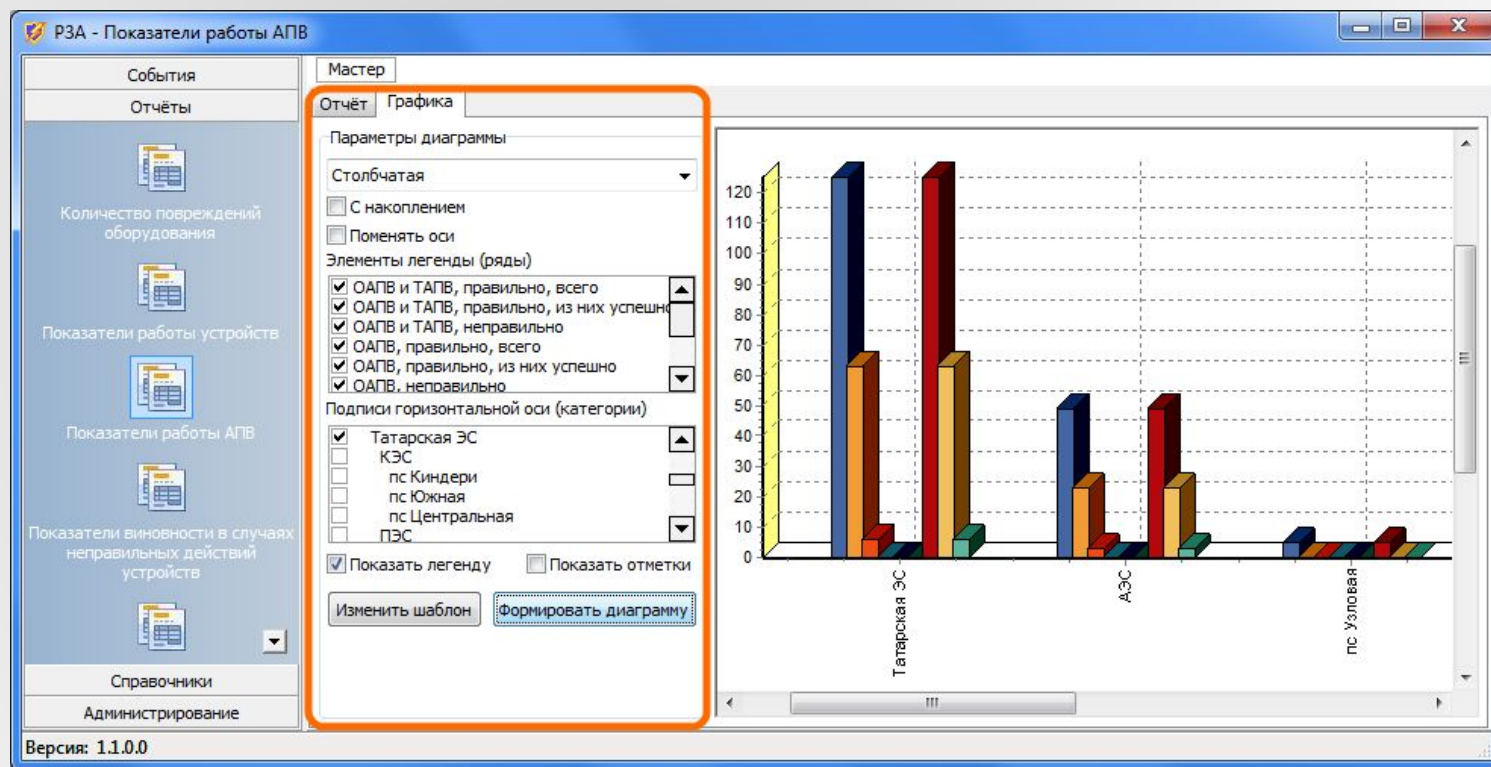 РЗА - Показатели работы АПВ
События
Отчёты
Количество повреждений
оборудования
Показатели работы устройств
Показатели работы АПВ
Показатели виновности в случаях
неправильных действий
устройств
Справочники
Администрирование
Мастер
Отчёт
Графика
Параметры диаграммы
Столбчатая
С накоплением
Поменять оси
Элементы легенды (ряды)
ОАПВ и ТАПВ, правильно, всего
ОАПВ и ТАПВ, правильно, из них успешно
ОАПВ и ТАПВ, неправильно
ОАПВ, правильно, всего
ОАПВ, правильно, из них успешно
ОАПВ, неправильно
Подписи горизонтальной оси (категории)
Татарская ЭС
КЭС
пс Киндери
пс Южная
пс Центральная
ПЭС
Показать легенду
Показать отметки
Изменить шаблон
Формировать диаграмму
120
110
100
90
80
70
60
50
40
30
20
10
0
Татарская ЭС
АЭС
пс Узловая
Версия: 1.1.0.0